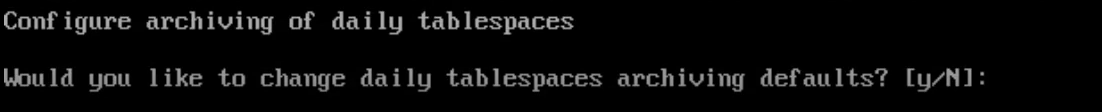 Configure archiving of daily tablespaces
Would you like to change daily tablespaces archiving defaults? [y/N]: